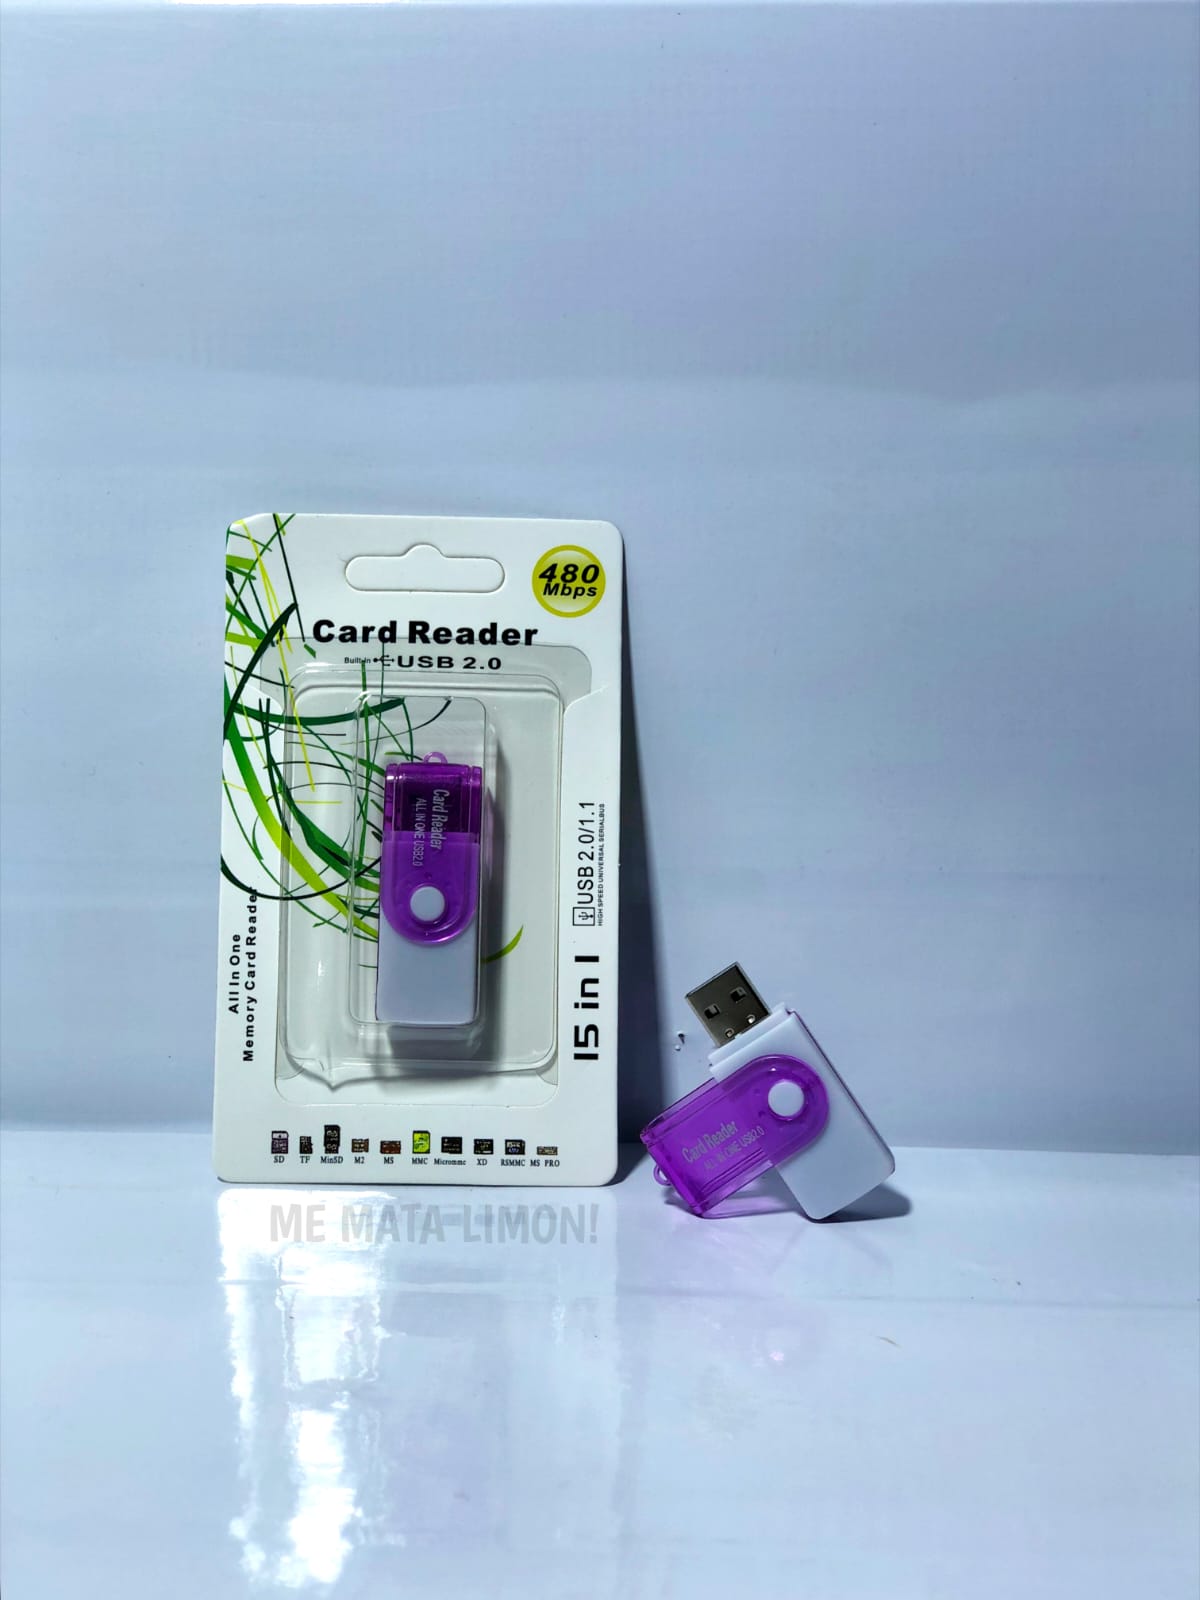 480
Mbps
Card Reader
Built-in USB 2.0
Card Reader
ALL IN ONE USB2.0
All In One
Memory Card Reader
15 in 1
USB 2.0/1.1
HIGH SPEED UNIVERSAL SERIALBUS
SD TF MinSD M2 MS MMC Micrommc XD RSMMC MS PRO
Card Reader
ALL IN ONE USB2.0
ME MATA-LIMON!